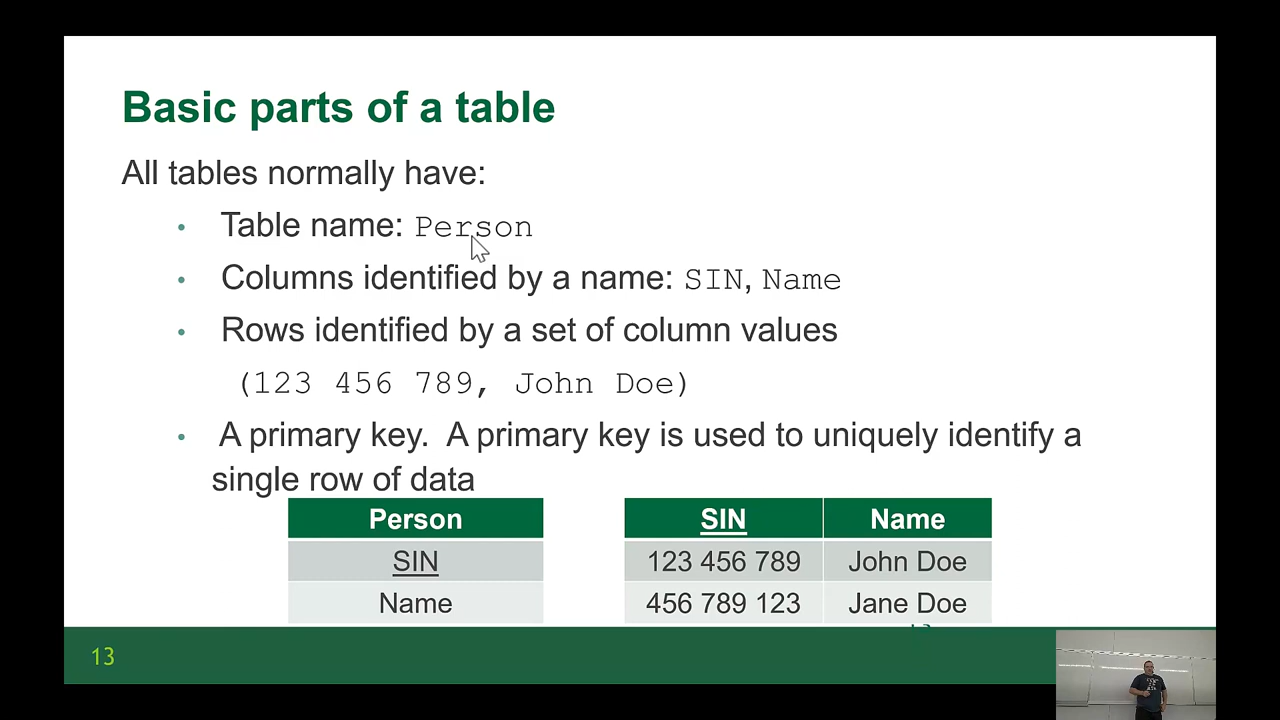 Basic parts of a table
All tables normally have:
• Table name: Person
• Columns identified by a name: SIN, Name
• Rows identified by a set of column values
(123 456 789, John Doe)
• A primary key. A primary key is used to uniquely identify a
single row of data
Person
SIN
Name
SIN Name
123 456 789 John Doe
456 789 123 Jane Doe
13